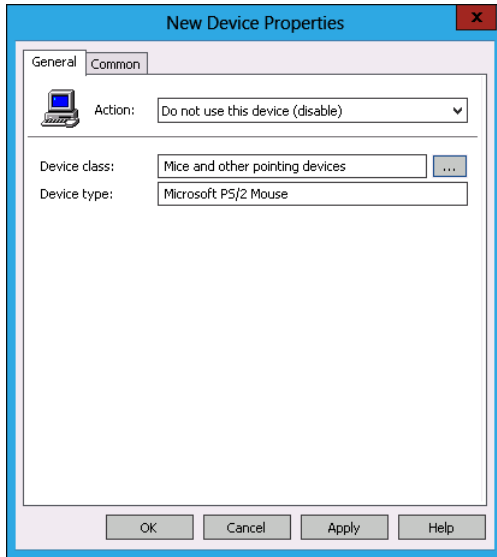 New Device Properties
x
General Common
Action: Do not use this device (disable)
Device class: Mice and other pointing devices ...
Device type: Microsoft PS/2 Mouse
OK Cancel Apply Help